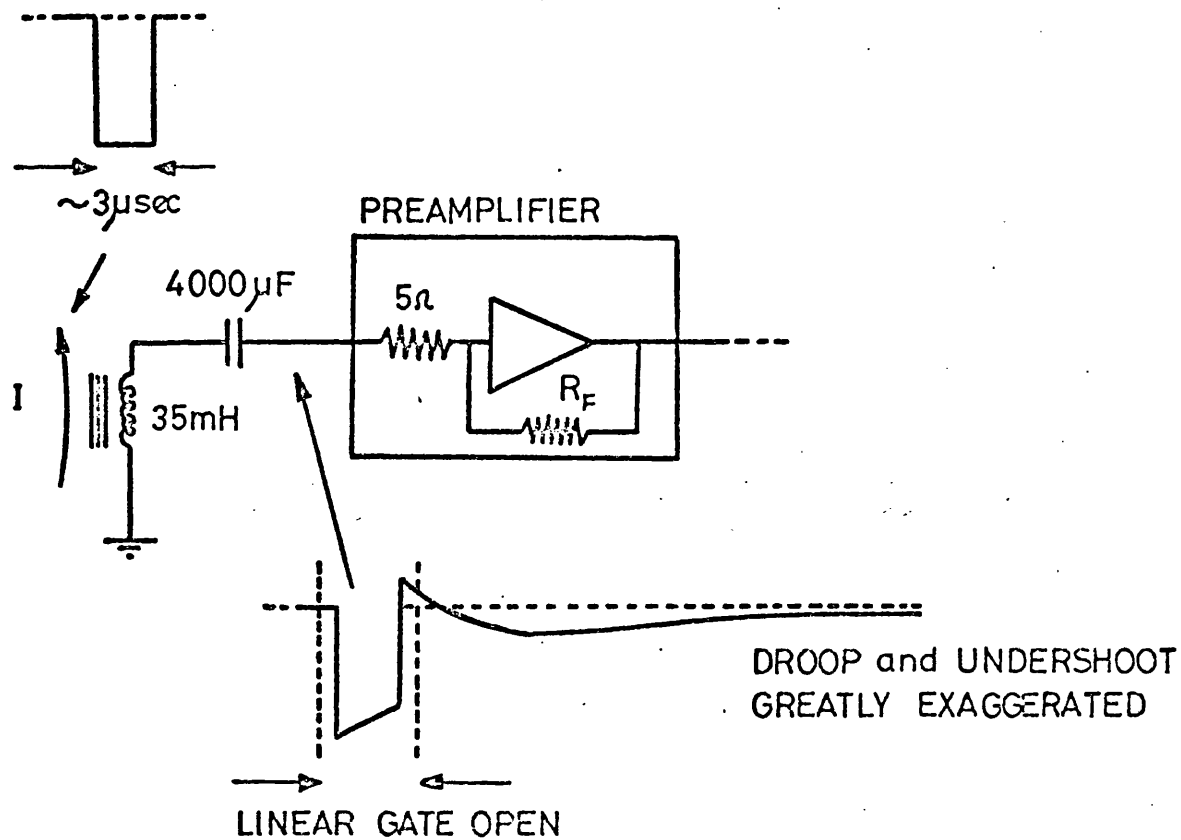 ~3µsec
PREAMPLIFIER
4000µF
5Ω
R_F
I
35mH
DROOP and UNDERSHOOT
GREATLY EXAGGERATED
LINEAR GATE OPEN